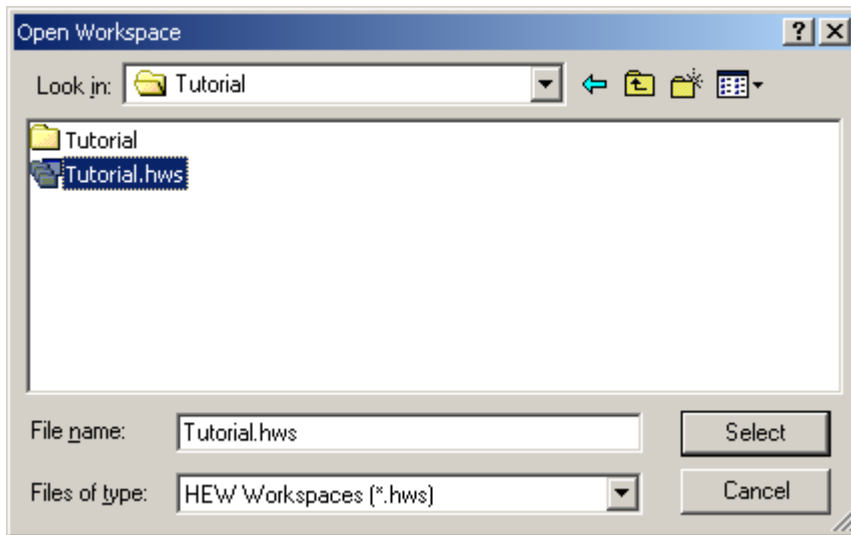 Open Workspace
Look in: Tutorial
Tutorial
Tutorial.hws
File name: Tutorial.hws Select
Files of type: HEW Workspaces (*.hws) Cancel